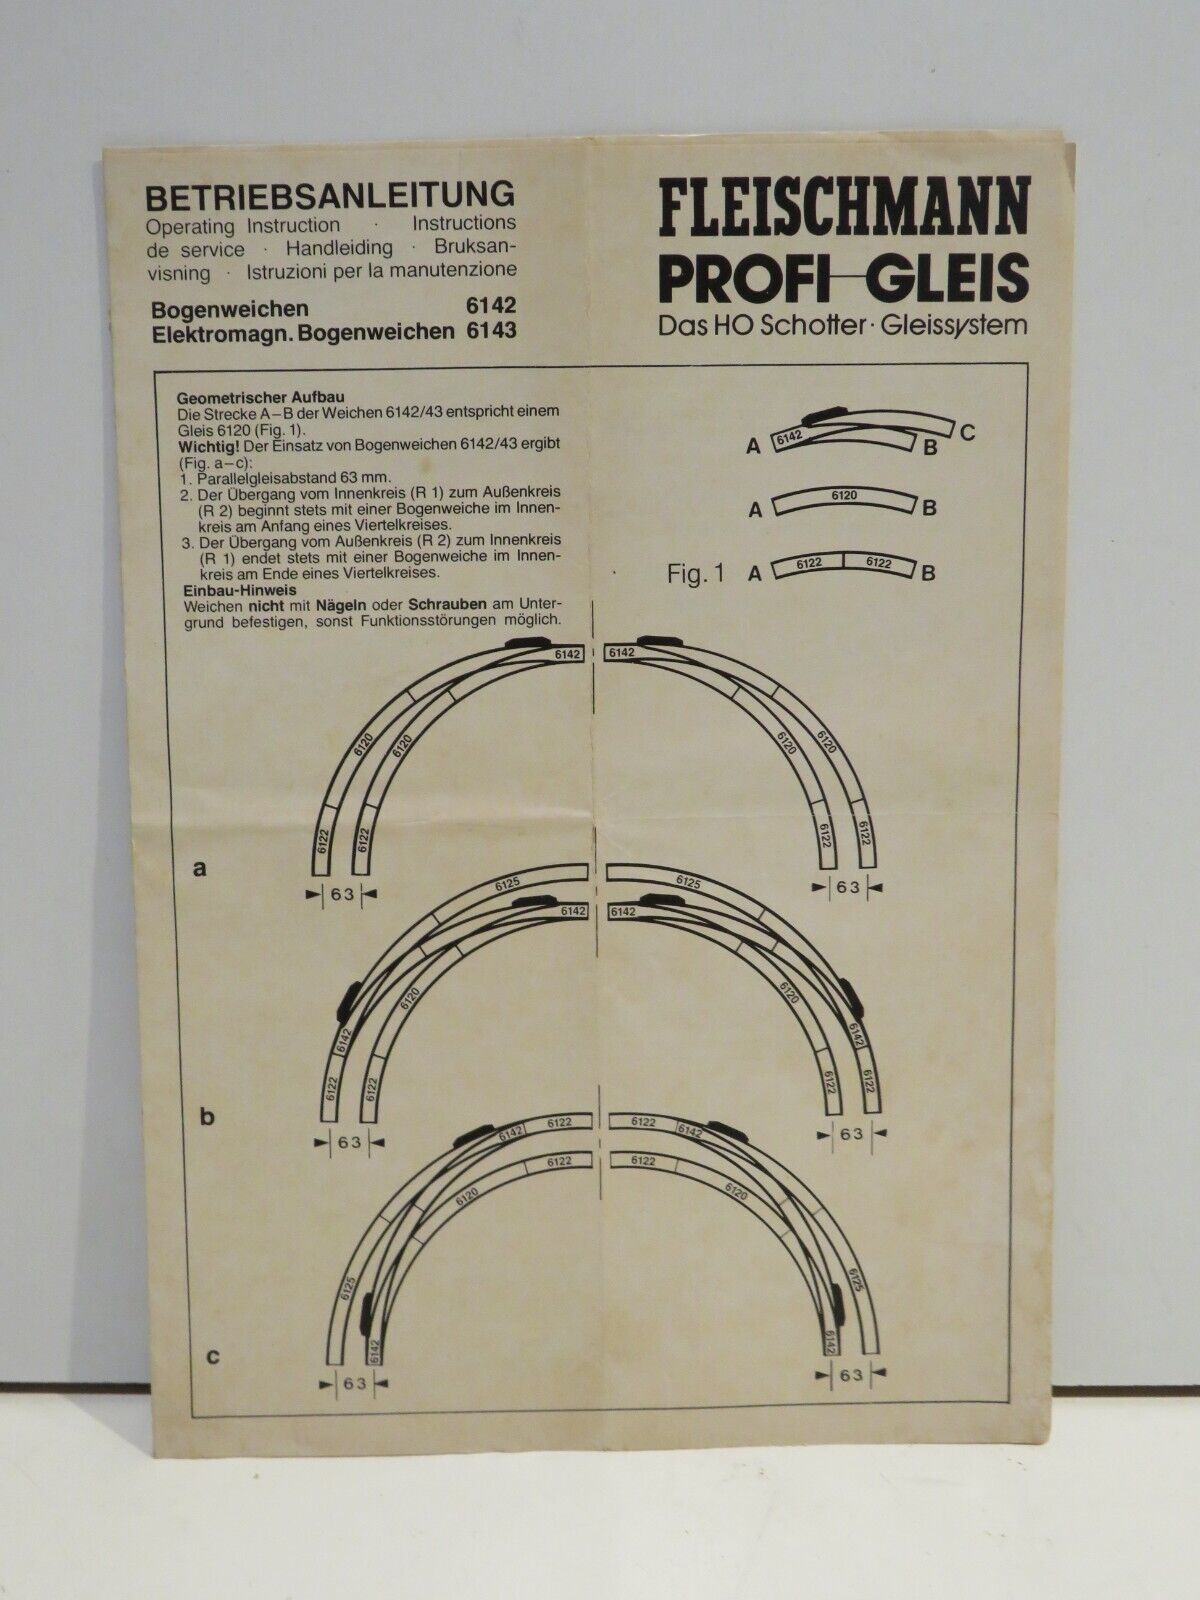 BETRIEBSANLEITUNG
Operating Instruction · Instructions
de service · Handleiding · Bruksan-
visning · Istruzioni per la manutenzione
Bogenweichen 6142
Elektromagn. Bogenweichen 6143
FLEISCHMANN
PROFI-GLEIS
Das HO Schotter · Gleissystem
Geometrischer Aufbau
Die Strecke A–B der Weichen 6142/43 entspricht einem
Gleis 6120 (Fig. 1).
Wichtig! Der Einsatz von Bogenweichen 6142/43 ergibt
(Fig. a–c):
1. Parallelgleisabstand 63 mm.
2. Der Übergang vom Innenkreis (R 1) zum Außenkreis
(R 2) beginnt stets mit einer Bogenweiche im Innen-
kreis am Anfang eines Viertelkreises.
3. Der Übergang vom Außenkreis (R 2) zum Innenkreis
(R 1) endet stets mit einer Bogenweiche im Innen-
kreis am Ende eines Viertelkreises.
Einbau-Hinweis
Weichen nicht mit Nägeln oder Schrauben am Unter-
grund befestigen, sonst Funktionsstörungen möglich.
A 6142 B C
A 6120 B
Fig. 1 A 6122 6122 B
6142 6142
6120 6120 6120 6120
6122 6122 6122 6122
a
63 63
6125 6125
6142 6142
6120 6120
6142 6142
6122 6122 6122 6122
b
63 63
6142 6122 6122 6142
6122 6122
6120 6120
6125 6125
6142 6142
c
63 63